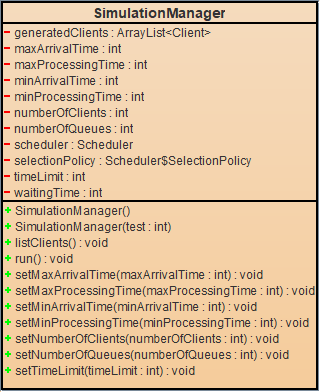 SimulationManager
- generatedClients : ArrayList<Client>
- maxArrivalTime : int
- maxProcessingTime : int
- minArrivalTime : int
- minProcessingTime : int
- numberOfClients : int
- numberOfQueues : int
- scheduler : Scheduler
- selectionPolicy : Scheduler$SelectionPolicy
- timeLimit : int
- waitingTime : int
+ SimulationManager()
+ SimulationManager(test : int)
+ listClients() : void
+ run() : void
+ setMaxArrivalTime(maxArrivalTime : int) : void
+ setMaxProcessingTime(maxProcessingTime : int) : void
+ setMinArrivalTime(minArrivalTime : int) : void
+ setMinProcessingTime(minProcessingTime : int) : void
+ setNumberOfClients(numberOfClients : int) : void
+ setNumberOfQueues(numberOfQueues : int) : void
+ setTimeLimit(timeLimit : int) : void